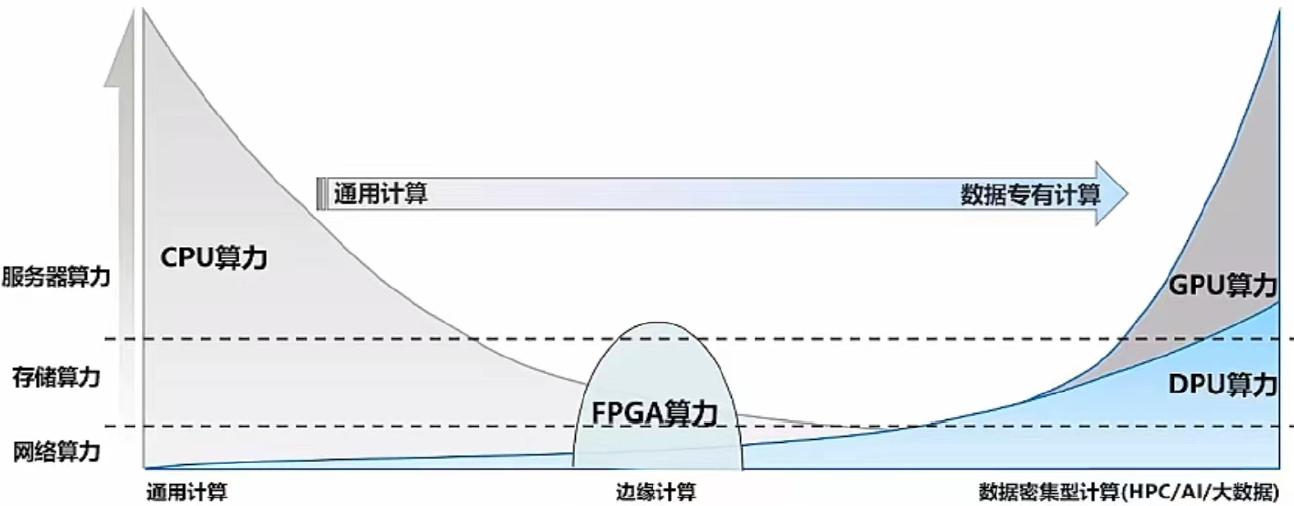 通用计算
数据专有计算
CPU算力
服务器算力
GPU算力
存储算力
DPU算力
FPGA算力
网络算力
通用计算
边缘计算
数据密集型计算(HPC/AI/大数据)